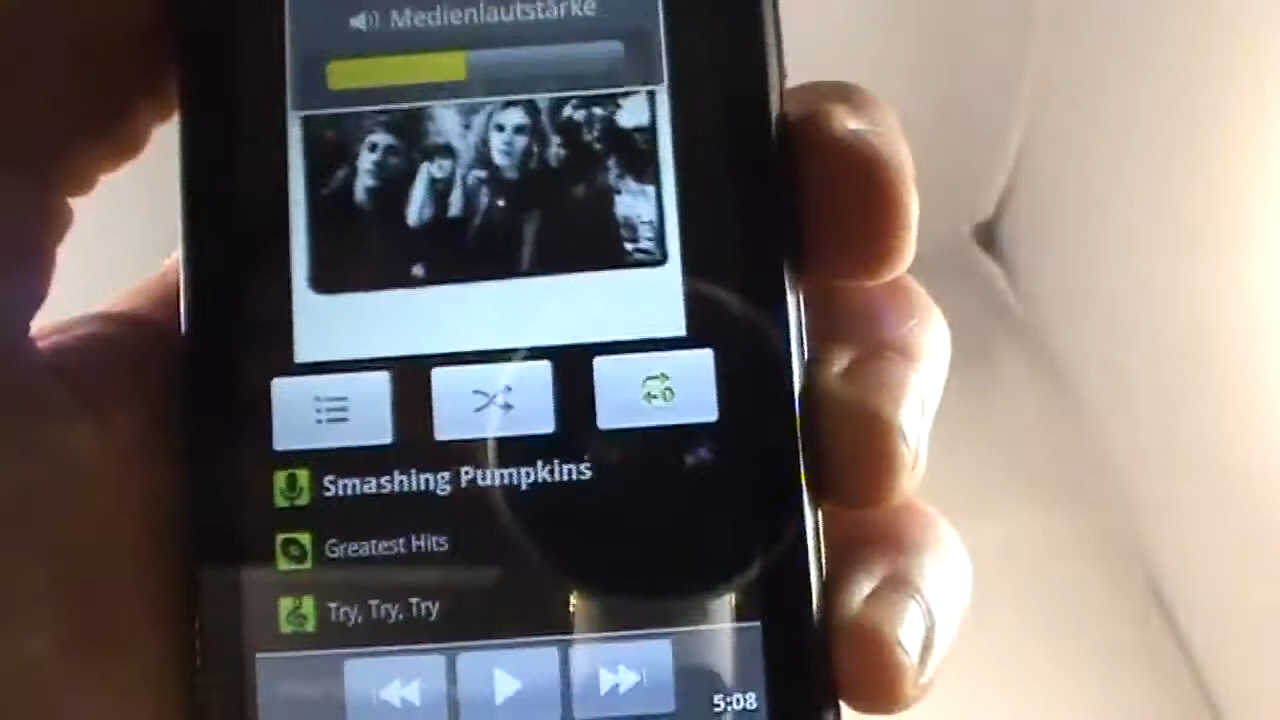 Medienlautstärke
Smashing Pumpkins
Greatest Hits
Try, Try, Try
5:08